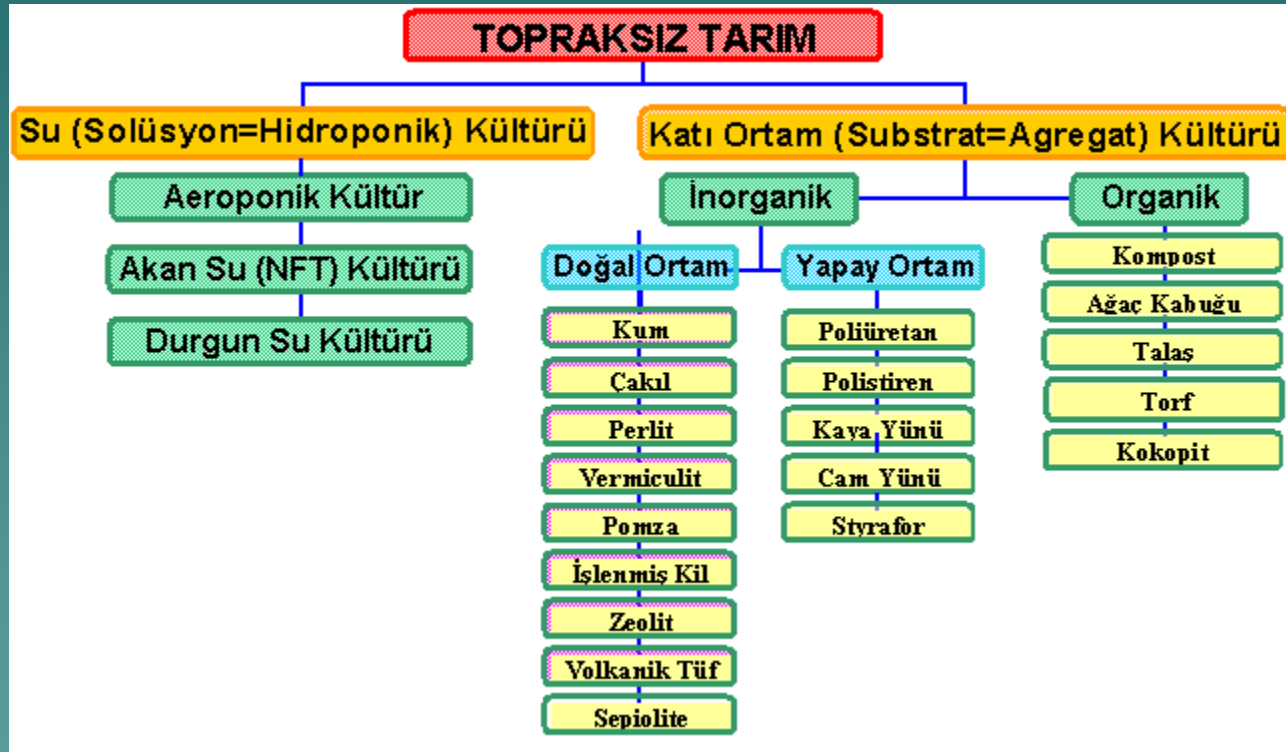 TOPRAKSIZ TARIM
Su (Solüsyon=Hidroponik) Kültürü
Katı Ortam (Substrat=Agregat) Kültürü
Aeroponik Kültür
Akan Su (NFT) Kültürü
Durgun Su Kültürü
İnorganik
Organik
Doğal Ortam
Yapay Ortam
Kum
Çakıl
Perlit
Vermiculit
Pomza
İşlenmiş Kil
Zeolit
Volkanik Tüf
Sepiolite
Poliüretan
Polistiren
Kaya Yünü
Cam Yünü
Styrafor
Kompost
Ağaç Kabuğu
Talaş
Torf
Kokopit